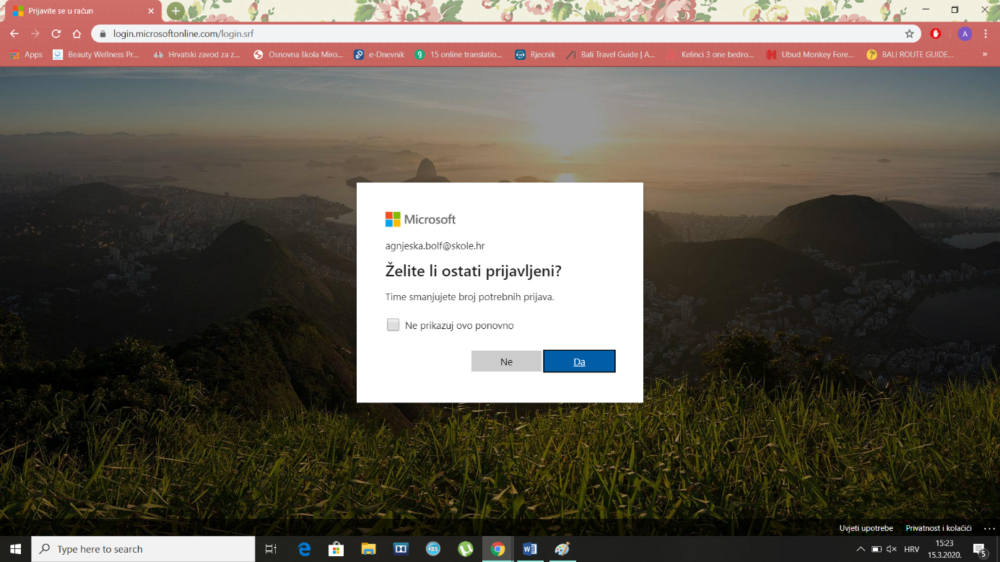 Prijavite se u račun
login.microsoftonline.com/login.srf
Apps Beauty Wellness Pr... Hrvatski zavod za z... Osnovna škola Miro... e-Dnevnik 15 online translatio... Rjecnik Bali Travel Guide | A... Kelinci 3 one bedro... Ubud Monkey Fore... BALI ROUTE GUIDE... »
Microsoft
agnjeska.bolf@skole.hr
Želite li ostati prijavljeni?
Time smanjujete broj potrebnih prijava.
Ne prikazuj ovo ponovno
Ne Da
Uvjeti upotrebe Privatnost i kolačići ...
Type here to search
HRV
15:23
15.3.2020.
5